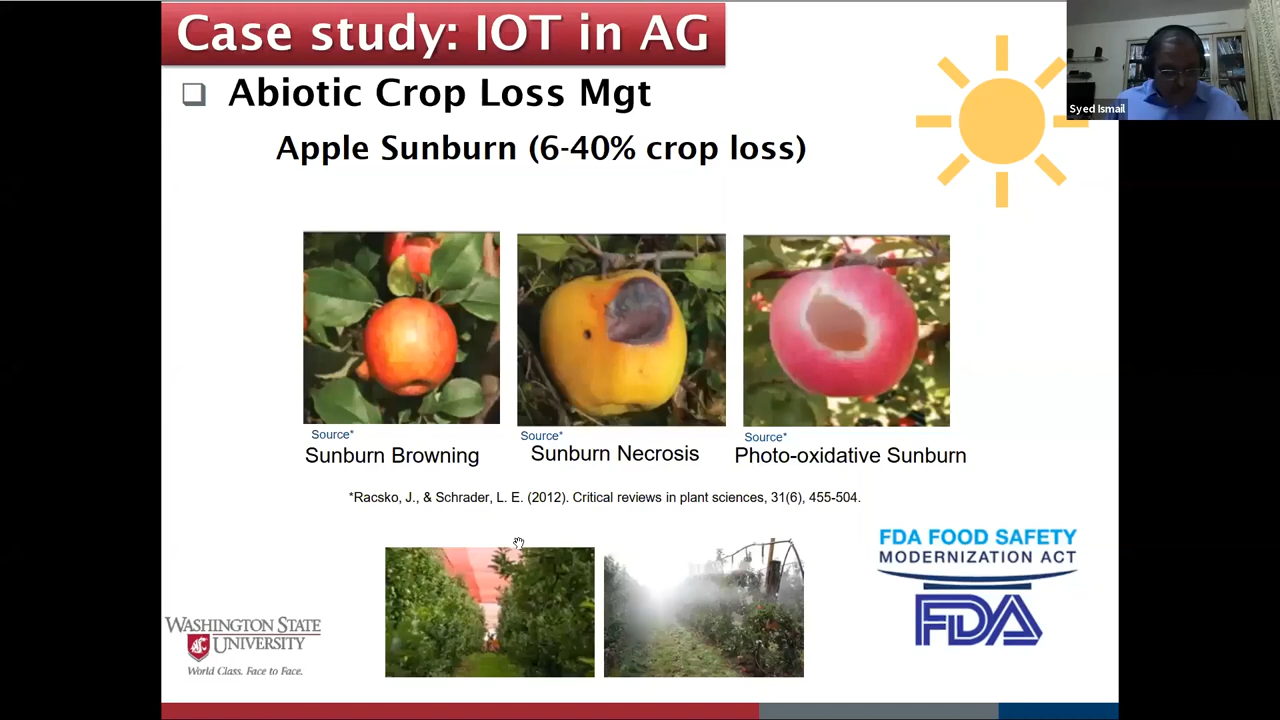 Case study: IOT in AG
Abiotic Crop Loss Mgt
Apple Sunburn (6-40% crop loss)
Syed Ismail
Source*
Source*
Source*
Sunburn Browning
Sunburn Necrosis
Photo-oxidative Sunburn
*Racsko, J., & Schrader, L. E. (2012). Critical reviews in plant sciences, 31(6), 455-504.
FDA FOOD SAFETY
MODERNIZATION ACT
FDA
WASHINGTON STATE
UNIVERSITY
World Class. Face to Face.